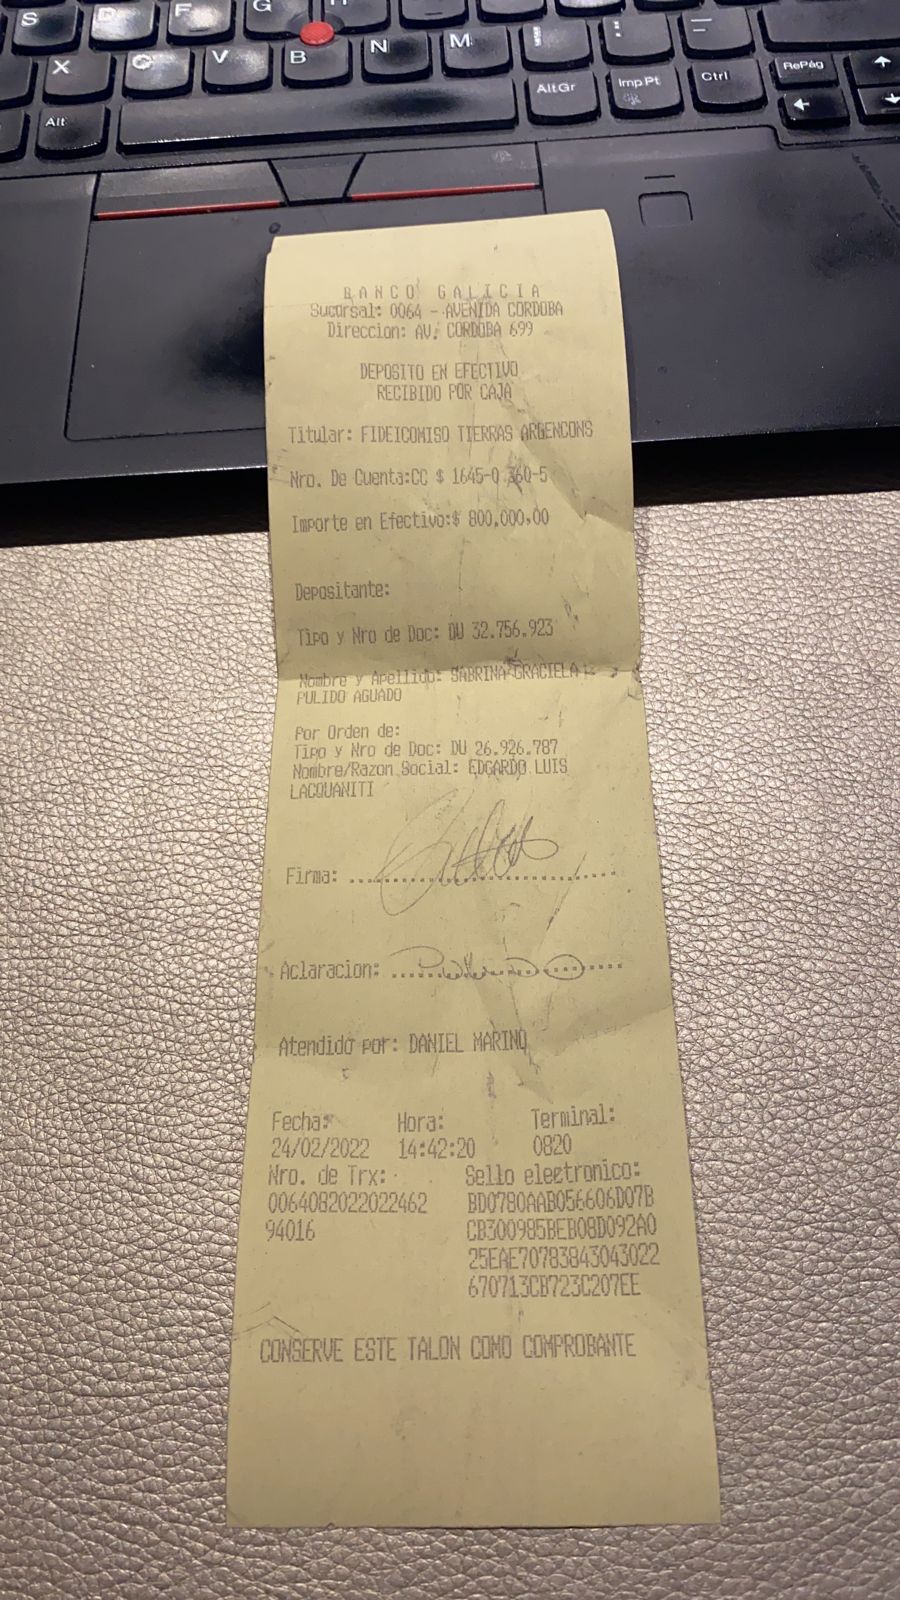 S D F G H
X C V B N M
AltGr ImpPt Ctrl RePág
Alt
BANCO GALICIA
Sucursal: 0064 - AVENIDA CORDOBA
Direccion: AV. CORDOBA 699
DEPOSITO EN EFECTIVO
RECIBIDO POR CAJA
Titular: FIDEICOMISO TIERRAS ARGENCONS
Nro. De Cuenta:CC $ 1645-0 360-5
Importe en Efectivo:$ 800.000,00
Depositante:
Tipo y Nro de Doc: DU 32.756.923
Nombre y Apellido: SABRINA GRACIELA
PULIDO AGUADO
Por Orden de:
Tipo y Nro de Doc: DU 26.926.787
Nombre/Razon Social: EDGARDO LUIS
LACQUANITI
Firma:
Aclaracion:
Atendido por: DANIEL MARINO
Fecha: Hora: Terminal:
24/02/2022 14:42:20 0820
Nro. de Trx: Sello electronico:
0064082022022462 BD0780AAB056606D07B
94016 CB300985BEB08D092A0
25EAE70783843043022
670713CB723C207EE
CONSERVE ESTE TALON COMO COMPROBANTE